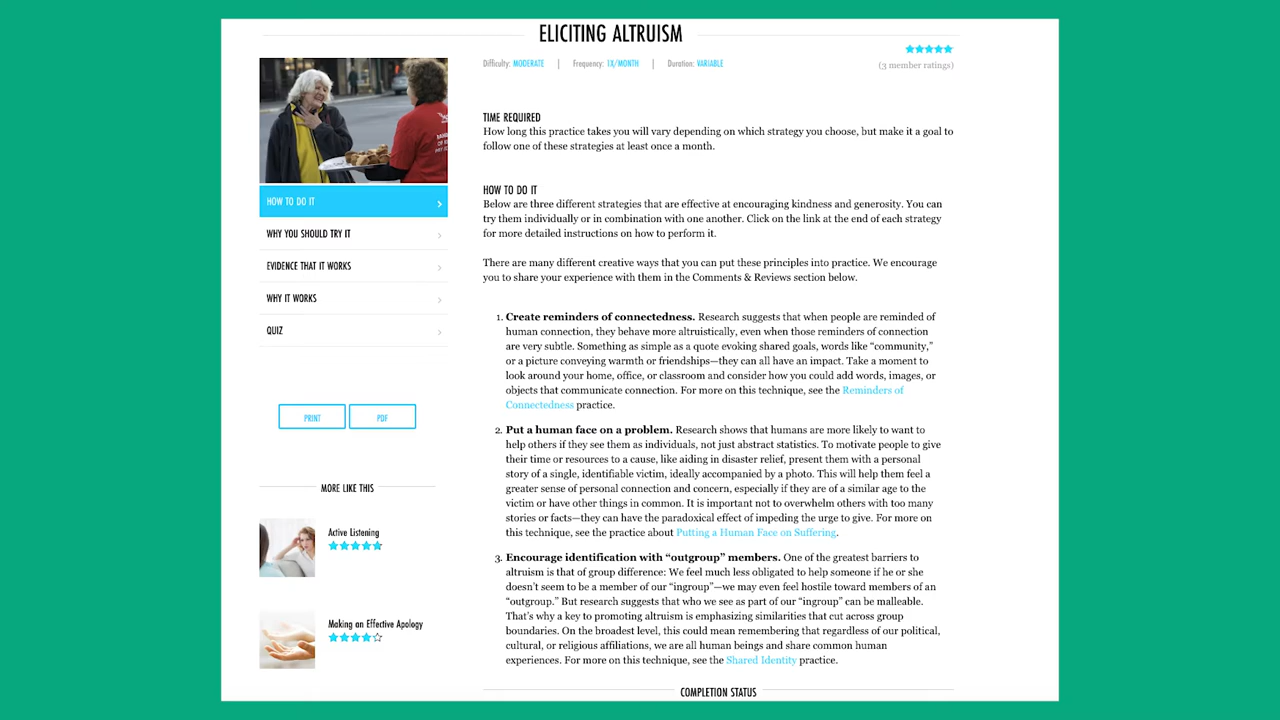 ELICITING ALTRUISM
Difficulty: MODERATE | Frequency: 1X/MONTH | Duration: VARIABLE
(3 member ratings)
HOW TO DO IT
WHY YOU SHOULD TRY IT
EVIDENCE THAT IT WORKS
WHY IT WORKS
QUIZ
PRINT
PDF
MORE LIKE THIS
Active Listening
Making an Effective Apology
TIME REQUIRED
How long this practice takes you will vary depending on which strategy you choose, but make it a goal to
follow one of these strategies at least once a month.
HOW TO DO IT
Below are three different strategies that are effective at encouraging kindness and generosity. You can
try them individually or in combination with one another. Click on the link at the end of each strategy
for more detailed instructions on how to perform it.
There are many different creative ways that you can put these principles into practice. We encourage
you to share your experience with them in the Comments & Reviews section below.
1. Create reminders of connectedness. Research suggests that when people are reminded of
human connection, they behave more altruistically, even when those reminders of connection
are very subtle. Something as simple as a quote evoking shared goals, words like “community,”
or a picture conveying warmth or friendships—they can all have an impact. Take a moment to
look around your home, office, or classroom and consider how you could add words, images, or
objects that communicate connection. For more on this technique, see the Reminders of
Connectedness practice.
2. Put a human face on a problem. Research shows that humans are more likely to want to
help others if they see them as individuals, not just abstract statistics. To motivate people to give
their time or resources to a cause, like aiding in disaster relief, present them with a personal
story of a single, identifiable victim, ideally accompanied by a photo. This will help them feel a
greater sense of personal connection and concern, especially if they are of a similar age to the
victim or have other things in common. It is important not to overwhelm others with too many
stories or facts—they can have the paradoxical effect of impeding the urge to give. For more on
this technique, see the practice about Putting a Human Face on Suffering.
3. Encourage identification with “outgroup” members. One of the greatest barriers to
altruism is that of group difference: We feel much less obligated to help someone if he or she
doesn’t seem to be a member of our “ingroup”—we may even feel hostile toward members of an
“outgroup.” But research suggests that who we see as part of our “ingroup” can be malleable.
That’s why a key to promoting altruism is emphasizing similarities that cut across group
boundaries. On the broadest level, this could mean remembering that regardless of our political,
cultural, or religious affiliations, we are all human beings and share common human
experiences. For more on this technique, see the Shared Identity practice.
COMPLETION STATUS